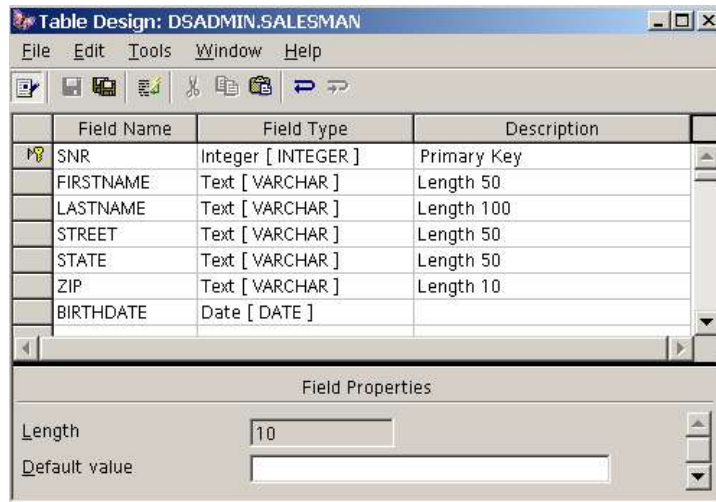 Table Design: DSADMIN.SALESMAN
File Edit Tools Window Help
Field Name Field Type Description
SNR Integer [ INTEGER ] Primary Key
FIRSTNAME Text [ VARCHAR ] Length 50
LASTNAME Text [ VARCHAR ] Length 100
STREET Text [ VARCHAR ] Length 50
STATE Text [ VARCHAR ] Length 50
ZIP Text [ VARCHAR ] Length 10
BIRTHDATE Date [ DATE ]
Field Properties
Length 10
Default value